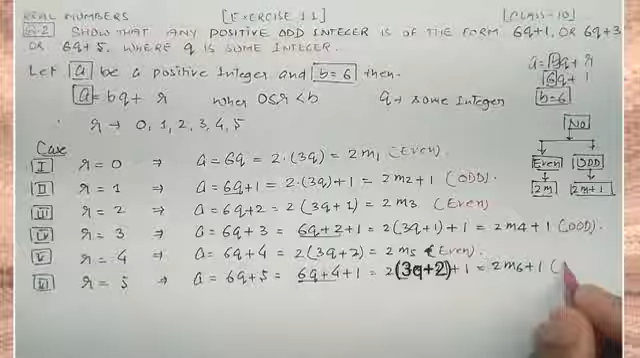 REAL NUMBERS [EXERCISE 1.1] [CLASS-10]
Q-2 SHOW THAT ANY POSITIVE ODD INTEGER IS OF THE FORM 6q+1, OR 6q+3
OR 6q+5. WHERE q IS SOME INTEGER.
Let a be a positive Integer and b=6 then.
a = bq + r when 0≤r<b q → some Integer
r → 0, 1, 2, 3, 4, 5
a = bq + r
6q + 1
b=6
NO
Even ODD
2m 2m+1
Case
I r = 0 ⇒ a = 6q = 2·(3q) = 2m1 (Even)
II r = 1 ⇒ a = 6q+1 = 2·(3q)+1 = 2m2+1 (ODD).
III r = 2 ⇒ a = 6q+2 = 2(3q+1) = 2m3 (Even)
IV r = 3 ⇒ a = 6q+3 = 6q+2+1 = 2(3q+1)+1 = 2m4+1 (ODD).
V r = 4 ⇒ a = 6q+4 = 2(3q+2) = 2m5 (Even).
VI r = 5 ⇒ a = 6q+5 = 6q+4+1 = 2(3q+2)+1 = 2m6+1 (